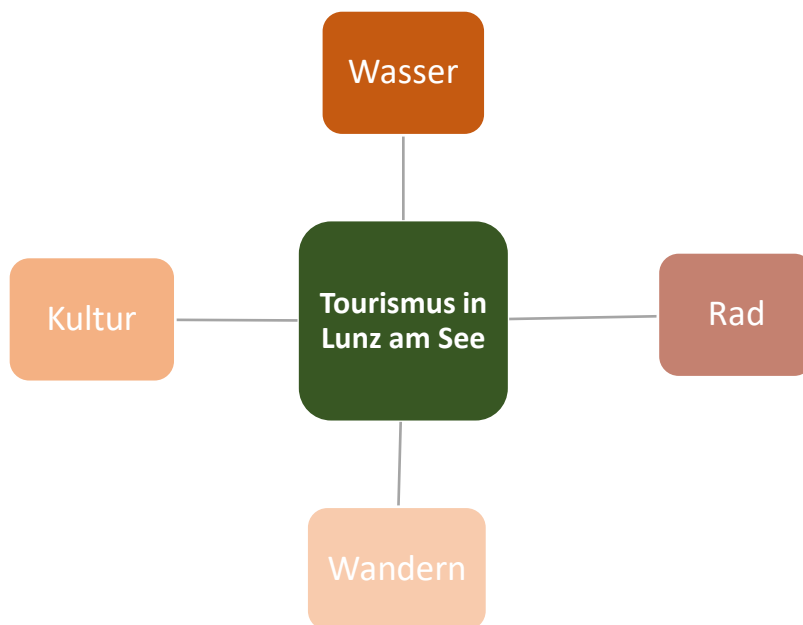 Wasser
Kultur
Tourismus in
Lunz am See
Rad
Wandern